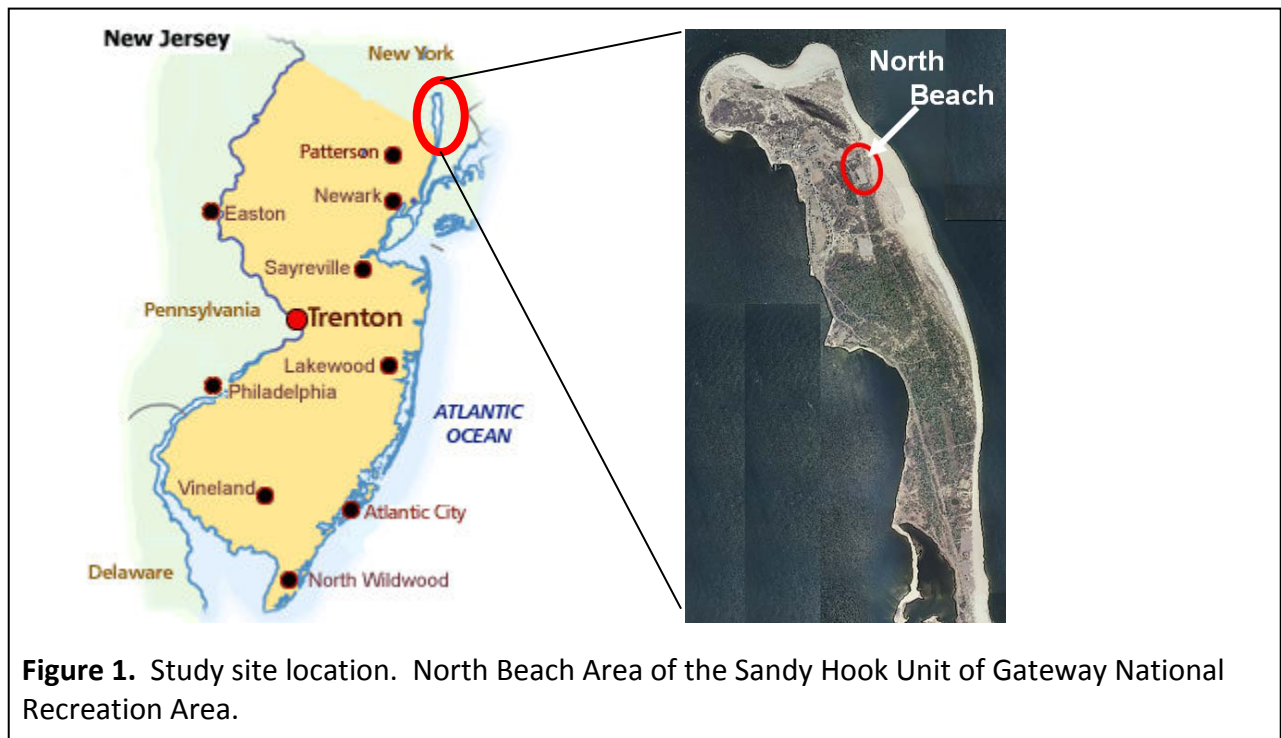 New Jersey
New York
Patterson
Newark
Easton
Sayreville
Pennsylvania
Trenton
Lakewood
Philadelphia
ATLANTIC
OCEAN
Vineland
Atlantic City
Delaware
North Wildwood
North
Beach
Figure 1. Study site location. North Beach Area of the Sandy Hook Unit of Gateway National
Recreation Area.